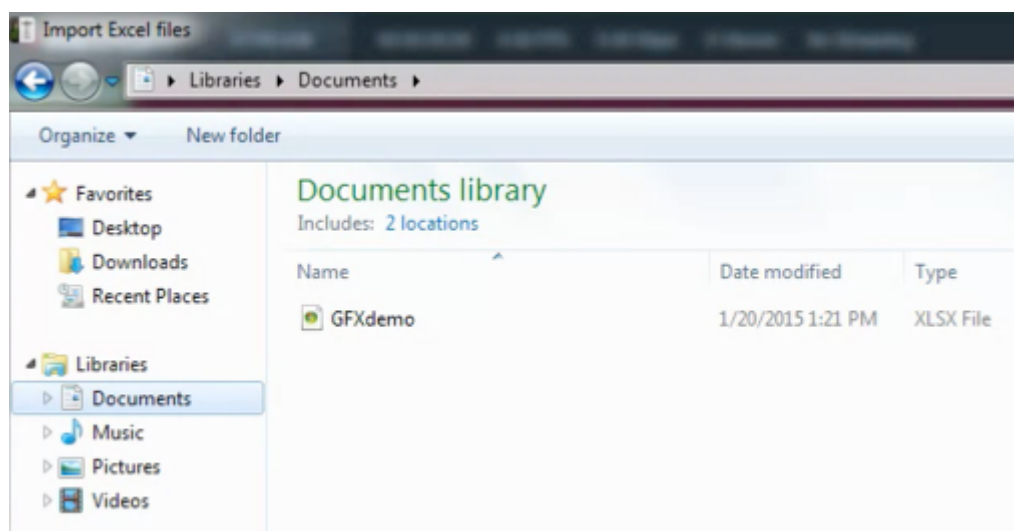 Import Excel files
Libraries Documents
Organize New folder
Favorites
Desktop
Downloads
Recent Places
Libraries
Documents
Music
Pictures
Videos
Documents library
Includes: 2 locations
Name Date modified Type
GFXdemo 1/20/2015 1:21 PM XLSX File